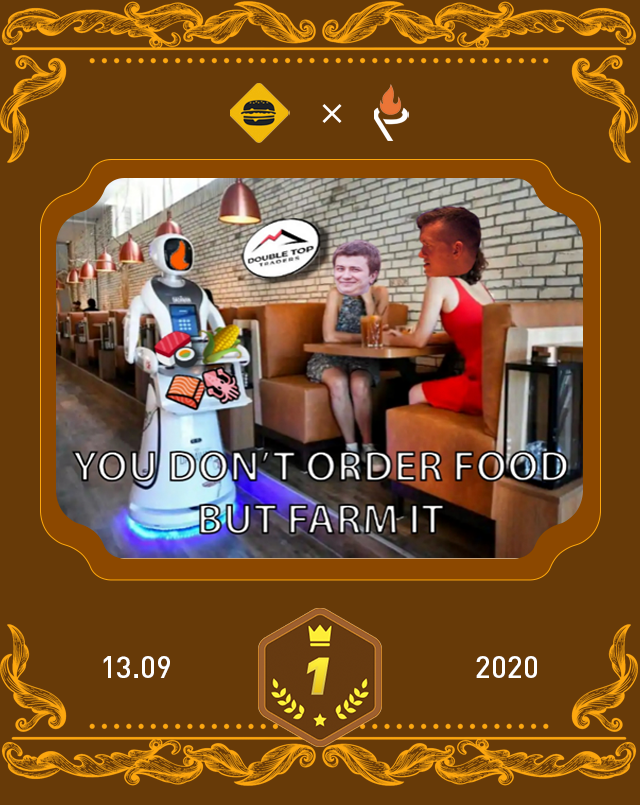 DOUBLE TOP
TRADERS
YOU DON'T ORDER FOOD
BUT FARM IT
13.09
1
2020